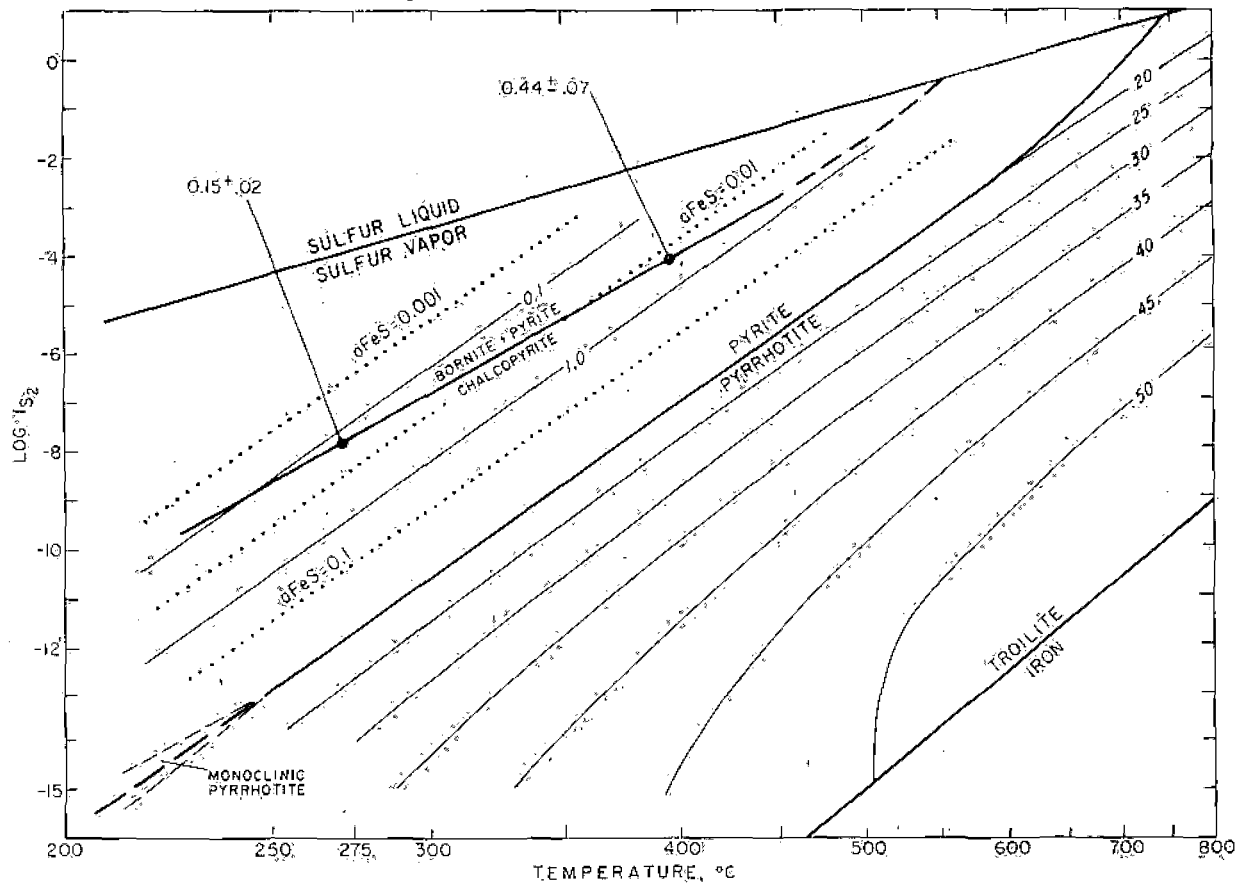 0
-2
-4
-6
-8
-10
-12
-15
LOG f S2
0.44 ± .07
0.15 ± .02
SULFUR LIQUID
SULFUR VAPOR
aFeS=0.001
aFeS=0.01
0.1
BORNITE + PYRITE
CHALCOPYRITE
1.0
aFeS=0.1
PYRITE
PYRRHOTITE
20
25
30
35
40
45
50
TROILITE
IRON
MONOCLINIC
PYRRHOTITE
200
250
275
300
400
500
600
700
800
TEMPERATURE, °C